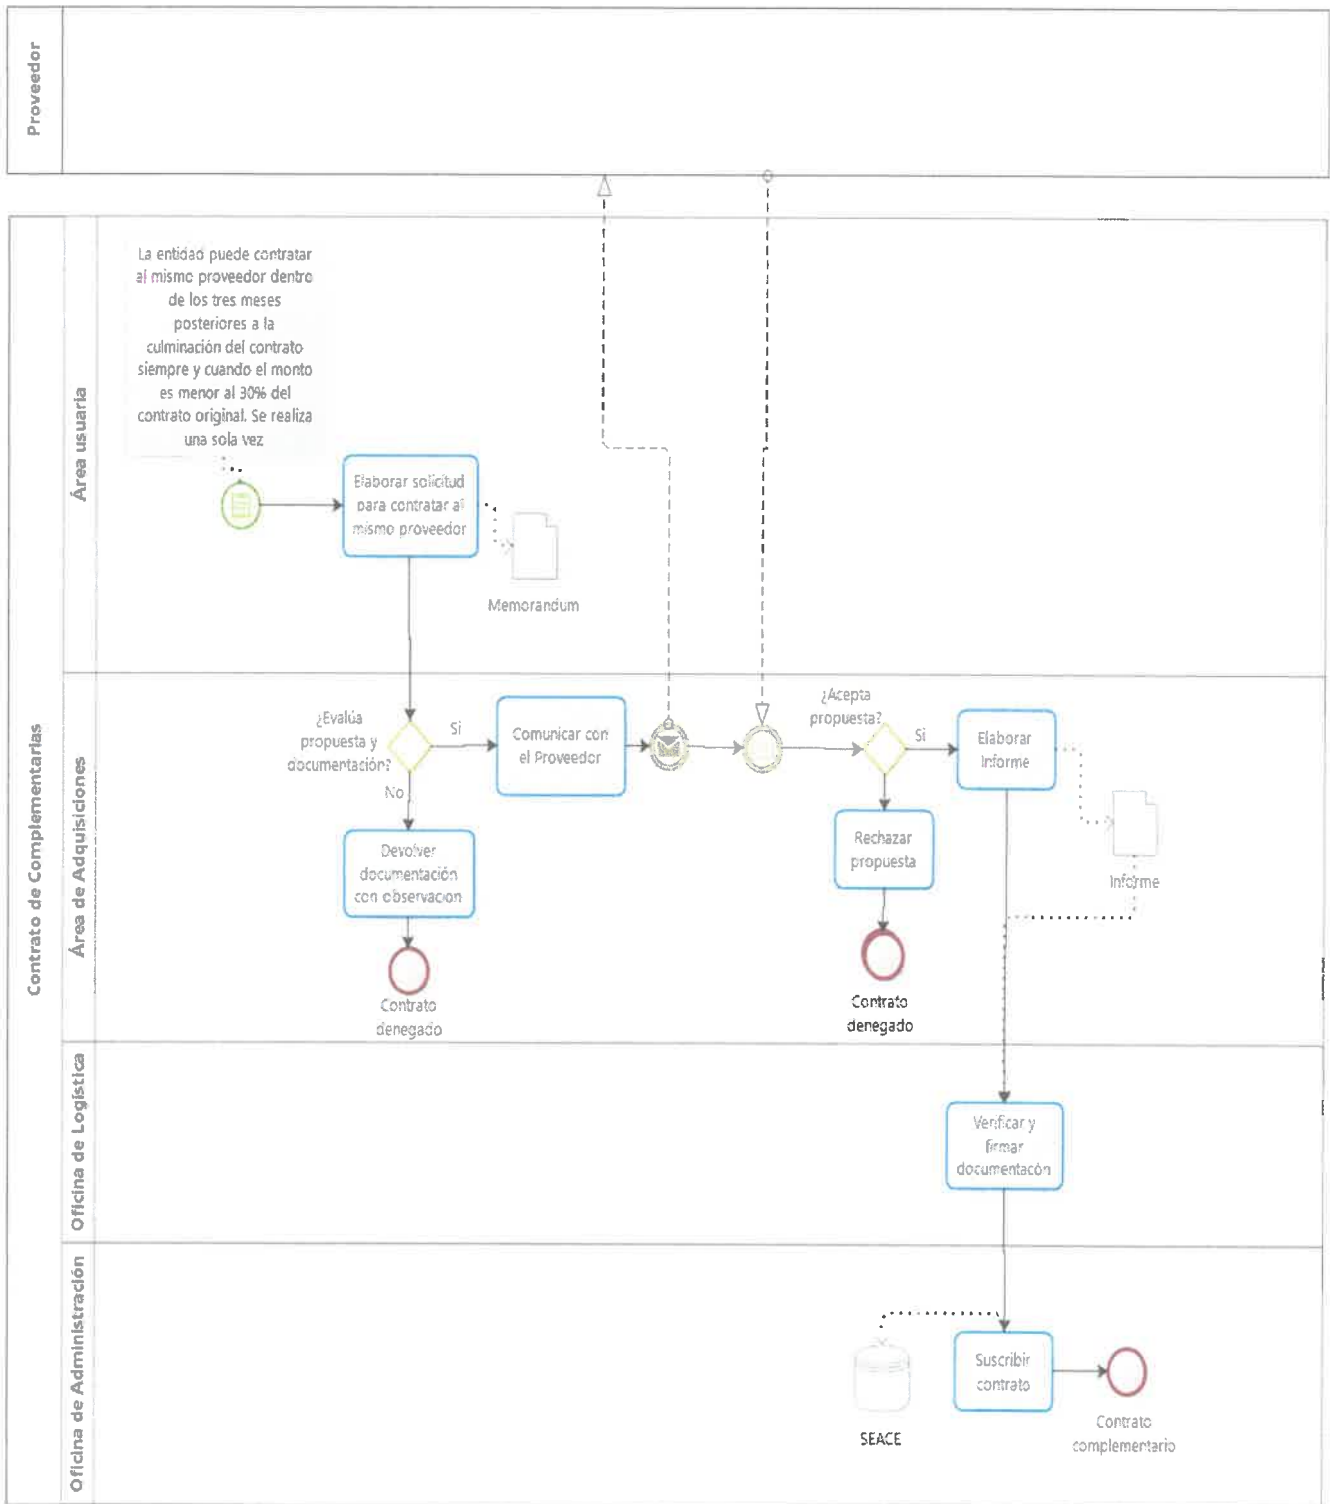 Proveedor
Contrato de Complementarias
Área usuaria
La entidad puede contratar
al mismo proveedor dentro
de los tres meses
posteriores a la
culminación del contrato
siempre y cuando el monto
es menor al 30% del
contrato original. Se realiza
una sola vez
Elaborar solicitud
para contratar al
mismo proveedor
Memorandum
Área de Adquisiciones
¿Evalúa
propuesta y
documentación?
Si
No
Comunicar con
el Proveedor
¿Acepta
propuesta?
Si
Elaborar
Informe
Devolver
documentación
con observacion
Rechazar
propuesta
Informe
Contrato
denegado
Contrato
denegado
Oficina de Logística
Verificar y
firmar
documentacón
Oficina de Administración
Suscribir
contrato
SEACE
Contrato
complementario